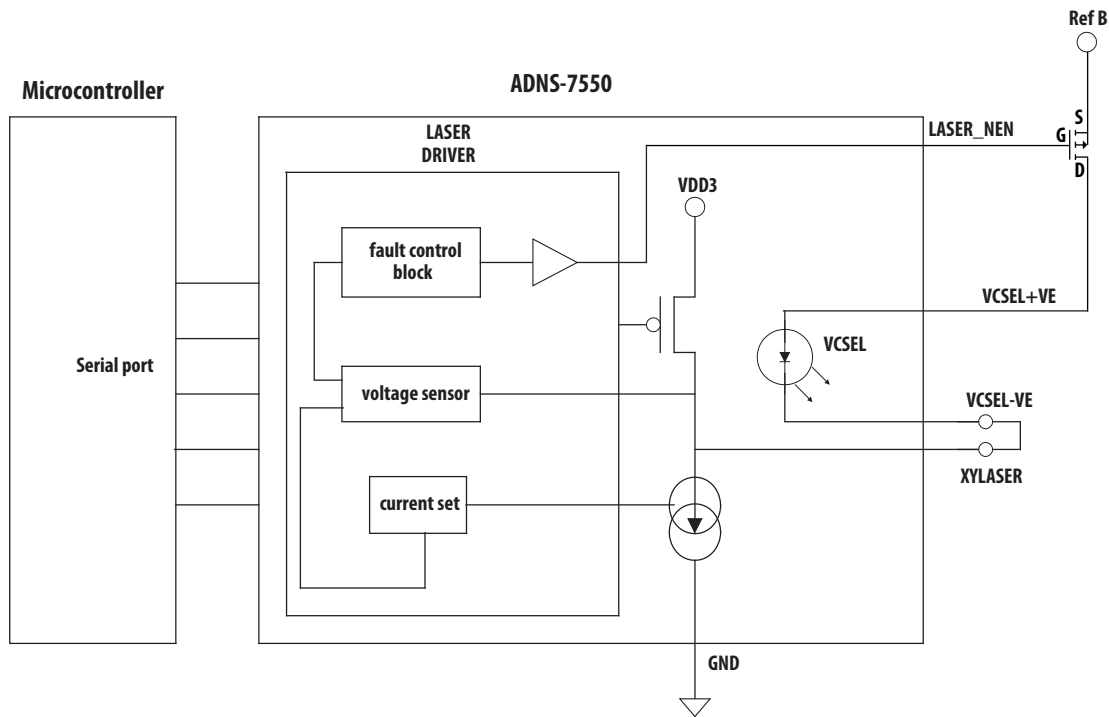 Ref B
Microcontroller
ADNS-7550
LASER
DRIVER
LASER_NEN
S
G
D
VDD3
fault control
block
VCSEL+VE
VCSEL
Serial port
voltage sensor
VCSEL-VE
XYLASER
current set
GND